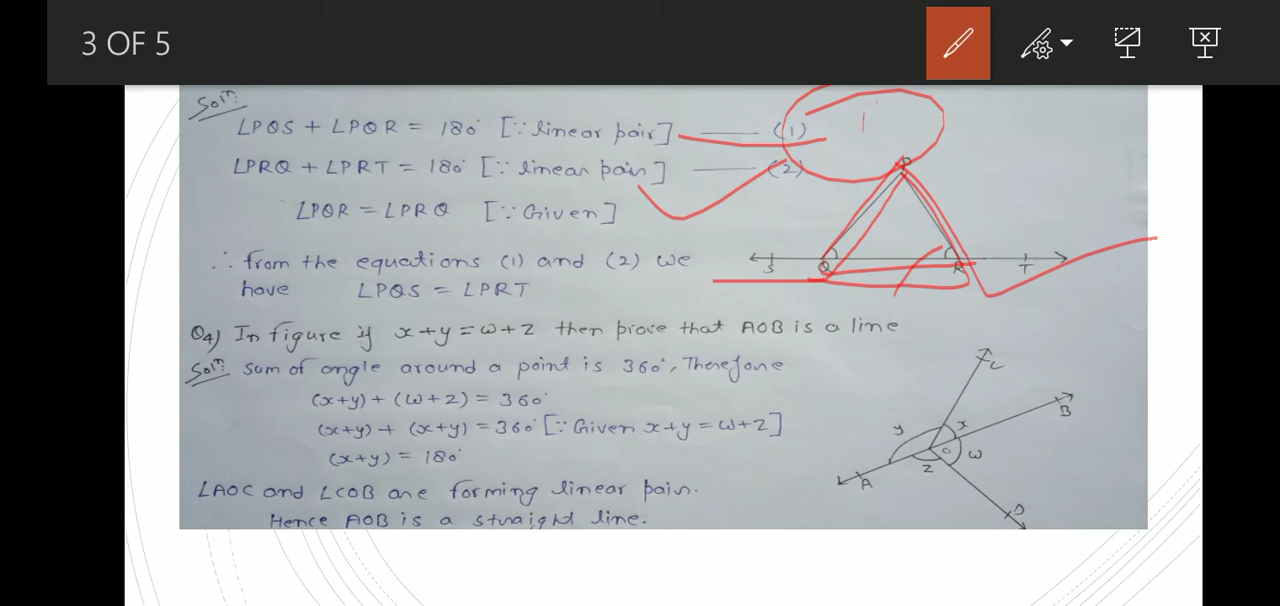 3 OF 5
Soln:
∠PQS + ∠PQR = 180° [∵ linear pair] —— (1)
∠PRQ + ∠PRT = 180° [∵ linear pair] —— (2)
∠PQR = ∠PRQ [∵ Given]
∴ from the equations (1) and (2) we
have ∠PQS = ∠PRT
P
S Q R T
Q4) In figure if x+y = ω+z then prove that AOB is a line
Soln Sum of angle around a point is 360°, Therefore
(x+y) + (ω+z) = 360°
(x+y) + (x+y) = 360° [∵ Given x+y = ω+z]
(x+y) = 180°
∠AOC and ∠COB are forming linear pair.
Hence AOB is a straight line.
C
B
y x
O ω
z
A
D